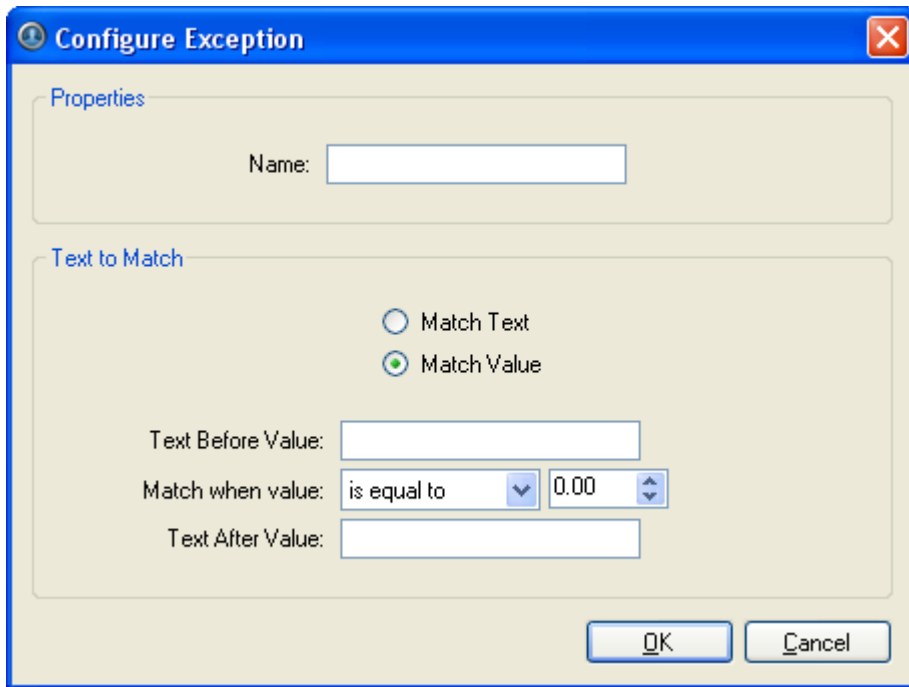 Configure Exception
Properties
Name:
Text to Match
Match Text
Match Value
Text Before Value:
Match when value: is equal to 0.00
Text After Value:
OK Cancel